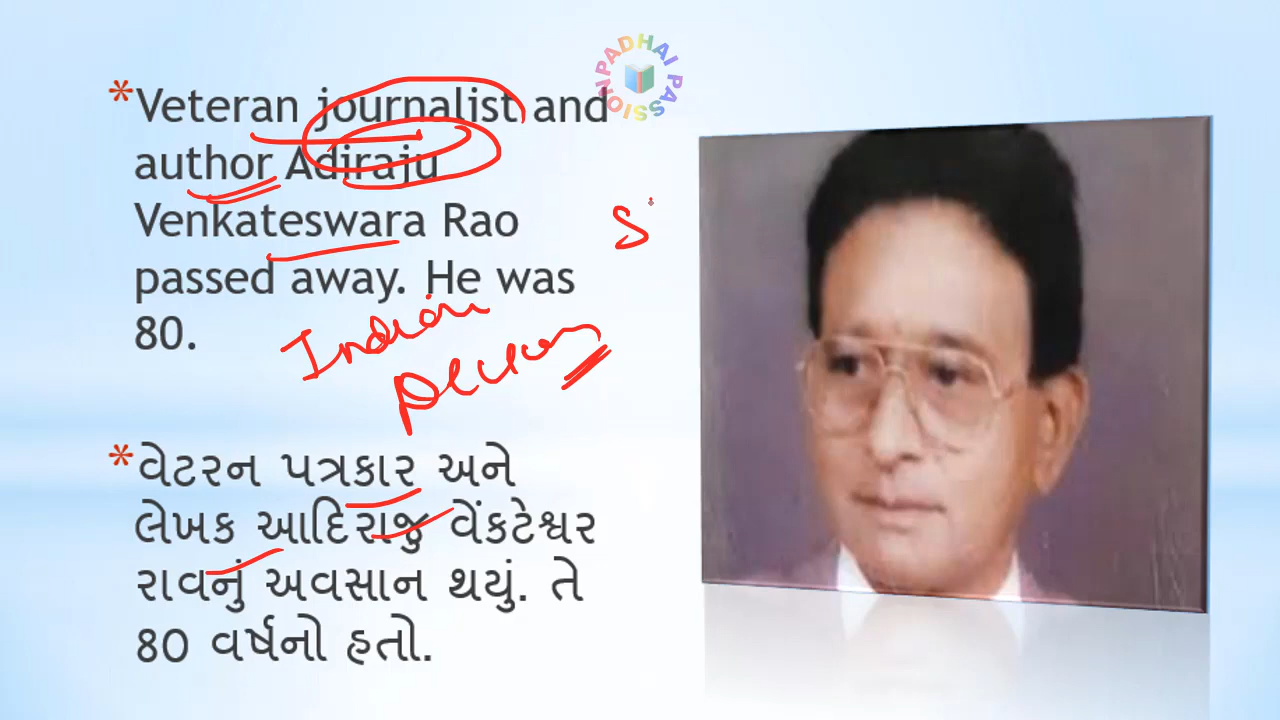 PADHAI PASSION
* Veteran journalist and
author Adiraju
Venkateswara Rao
passed away. He was
80.
S
Indian
* વેટરન પત્રકાર અને
લેખક આદિરાજુ વેંકટેશ્વર
રાવનું અવસાન થયું. તે
80 વર્ષનો હતો.